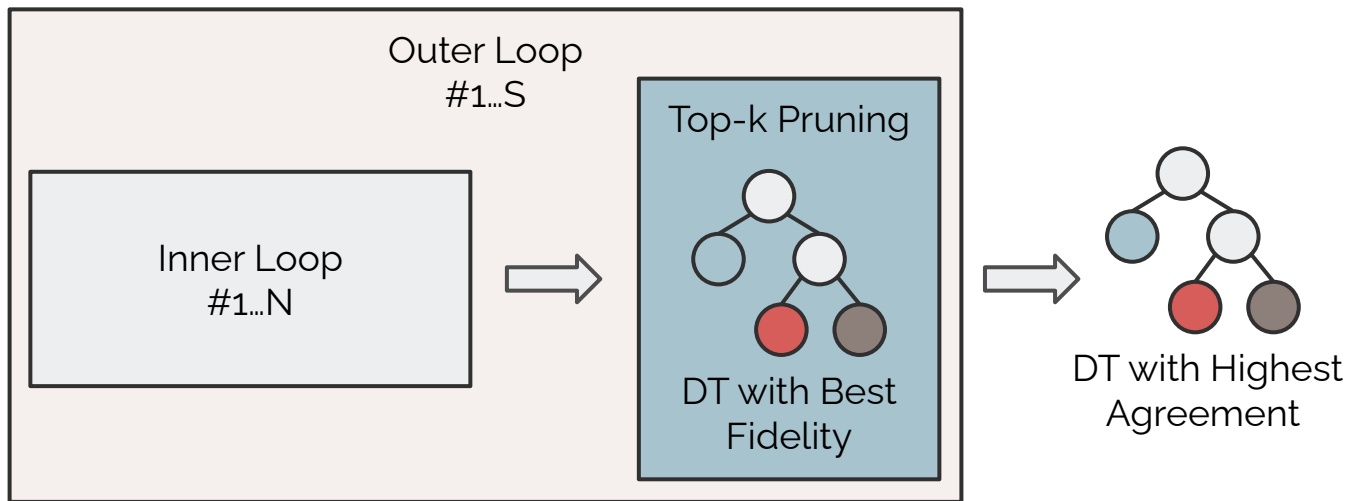 Outer Loop
#1...S
Top-k Pruning
Inner Loop
#1...N
DT with Best
Fidelity
DT with Highest
Agreement